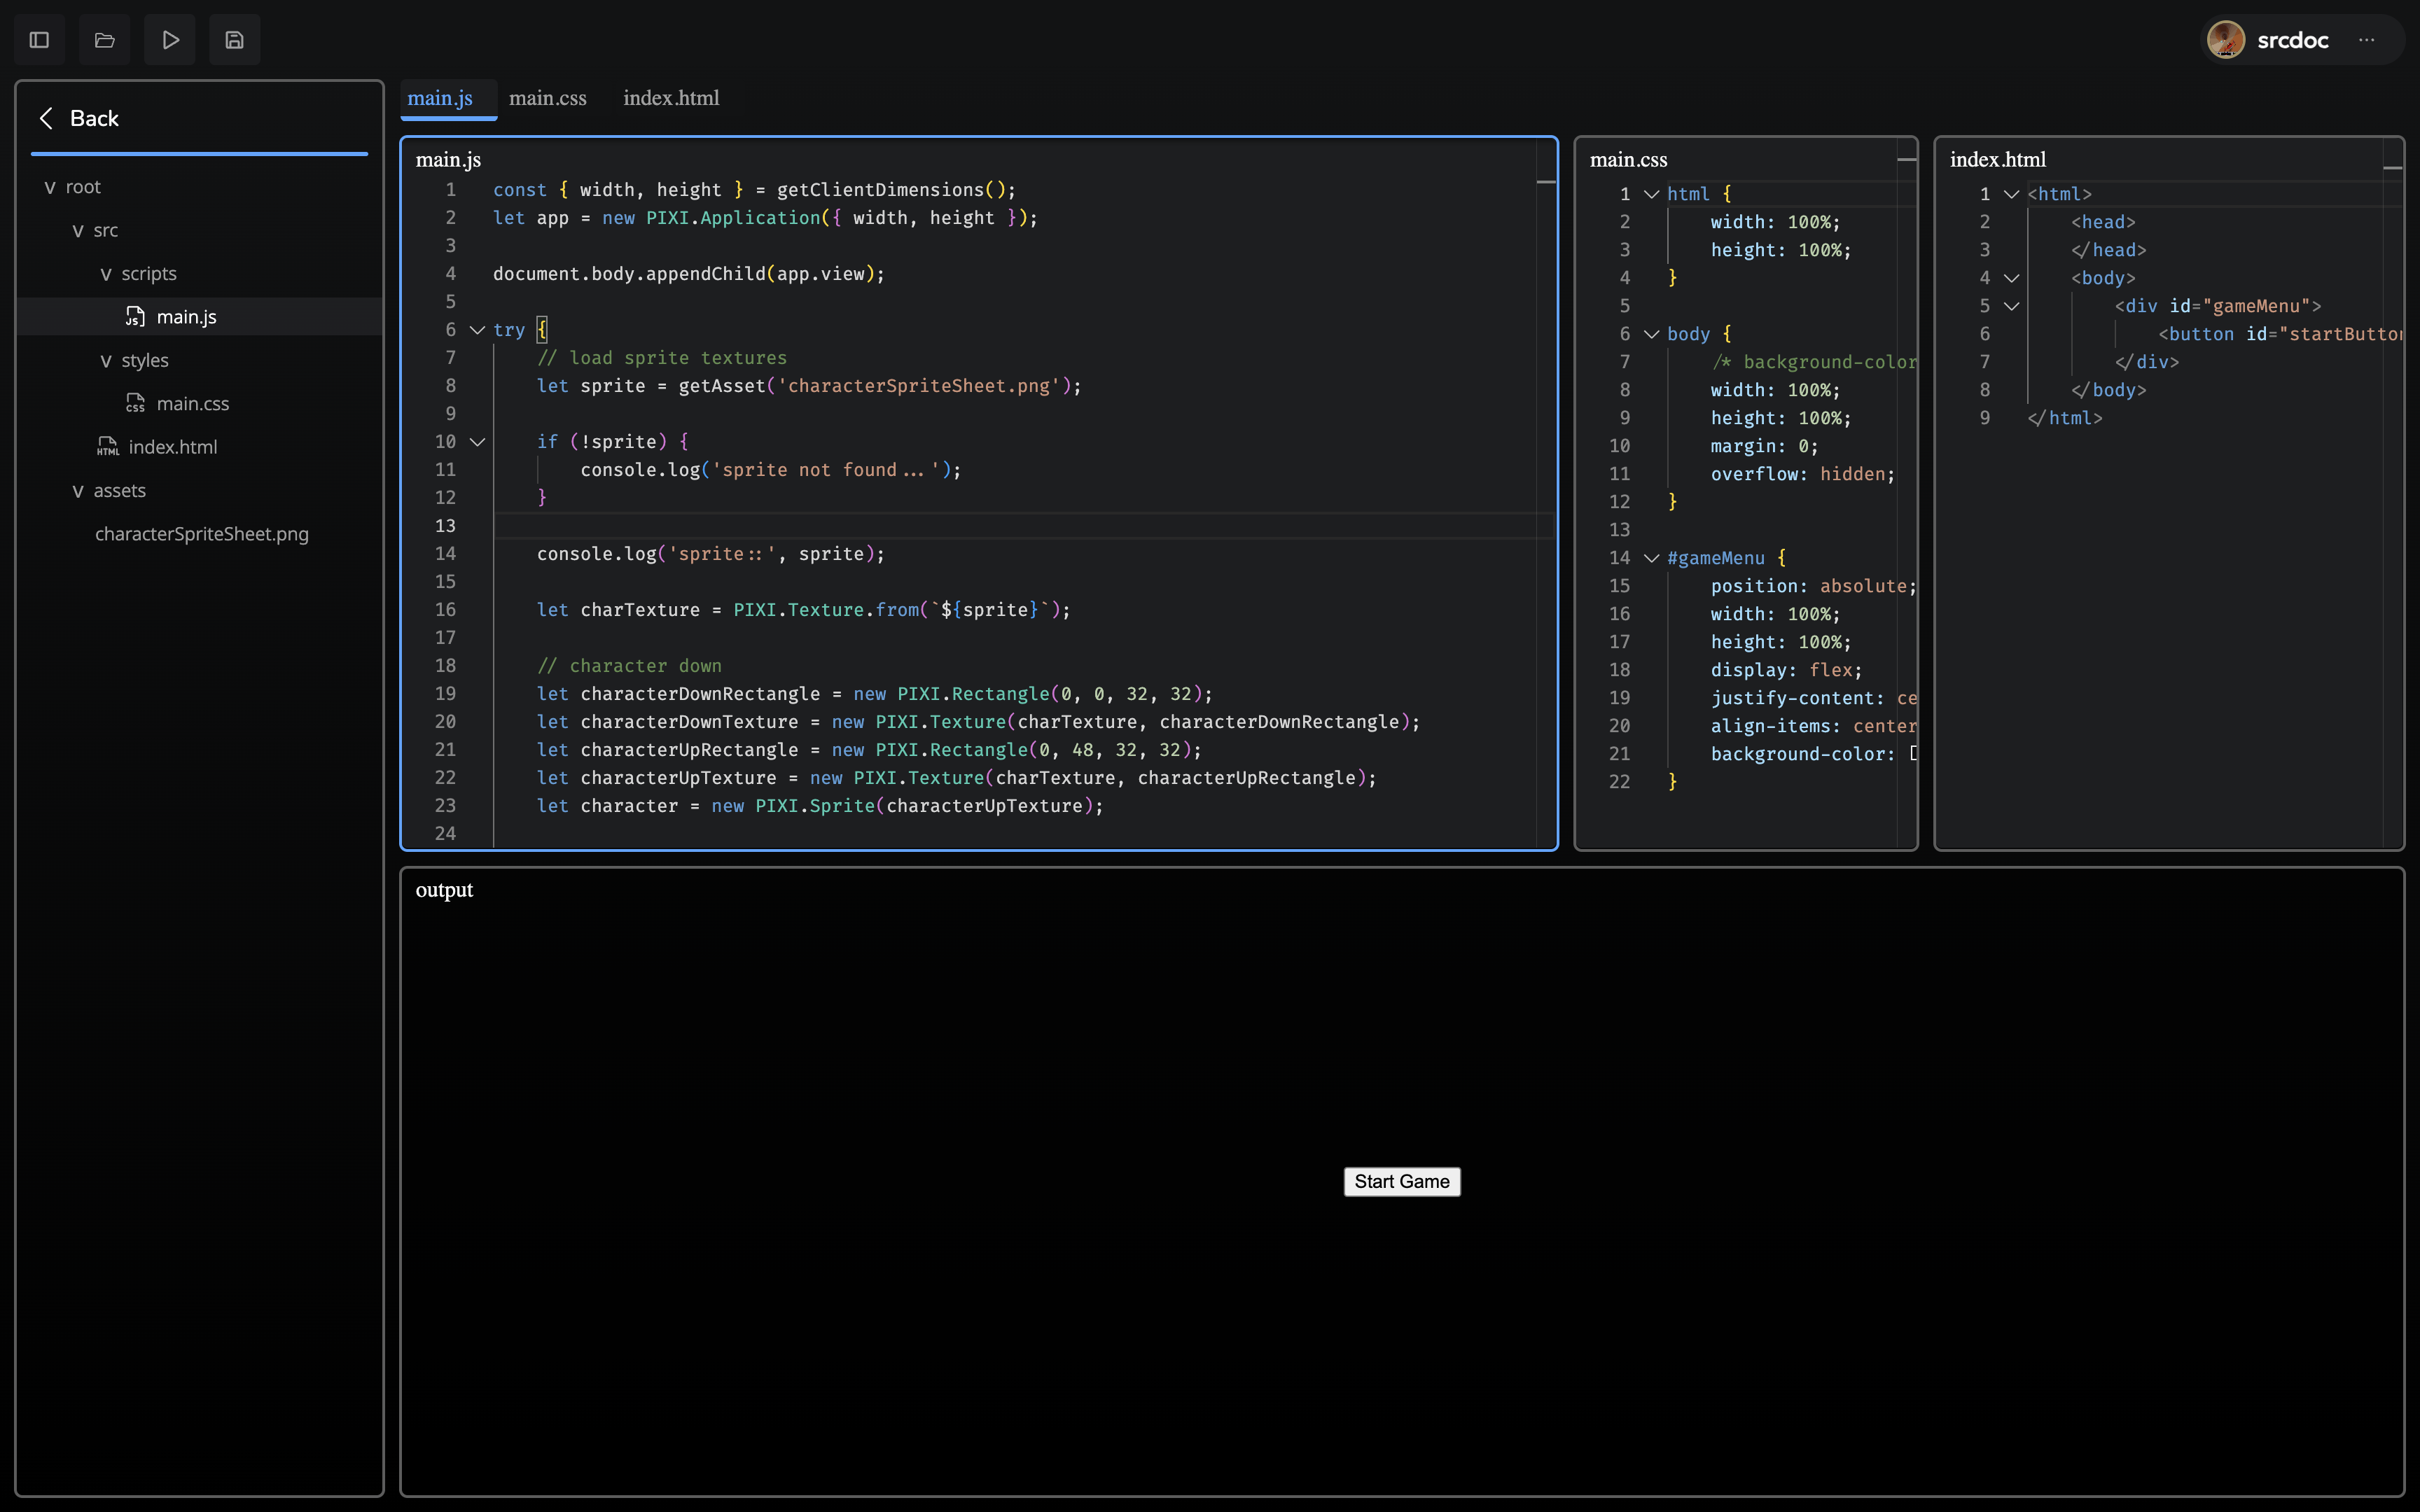 srcdoc
Back
root
src
scripts
main.js
styles
main.css
index.html
assets
characterSpriteSheet.png
main.js
main.css
index.html
main.js
1 const { width, height } = getClientDimensions();
2 let app = new PIXI.Application({ width, height });
3
4 document.body.appendChild(app.view);
5
6 try {
7 // load sprite textures
8 let sprite = getAsset('characterSpriteSheet.png');
9
10 if (!sprite) {
11 console.log('sprite not found...');
12 }
13
14 console.log('sprite::', sprite);
15
16 let charTexture = PIXI.Texture.from(`${sprite}`);
17
18 // character down
19 let characterDownRectangle = new PIXI.Rectangle(0, 0, 32, 32);
20 let characterDownTexture = new PIXI.Texture(charTexture, characterDownRectangle);
21 let characterUpRectangle = new PIXI.Rectangle(0, 48, 32, 32);
22 let characterUpTexture = new PIXI.Texture(charTexture, characterUpRectangle);
23 let character = new PIXI.Sprite(characterUpTexture);
24
main.css
1 html {
2 width: 100%;
3 height: 100%;
4 }
5
6 body {
7 /* background-color
8 width: 100%;
9 height: 100%;
10 margin: 0;
11 overflow: hidden;
12 }
13
14 #gameMenu {
15 position: absolute;
16 width: 100%;
17 height: 100%;
18 display: flex;
19 justify-content: ce
20 align-items: center
21 background-color:
22 }
index.html
1 <html>
2 <head>
3 </head>
4 <body>
5 <div id="gameMenu">
6 <button id="startButton
7 </div>
8 </body>
9 </html>
output
Start Game